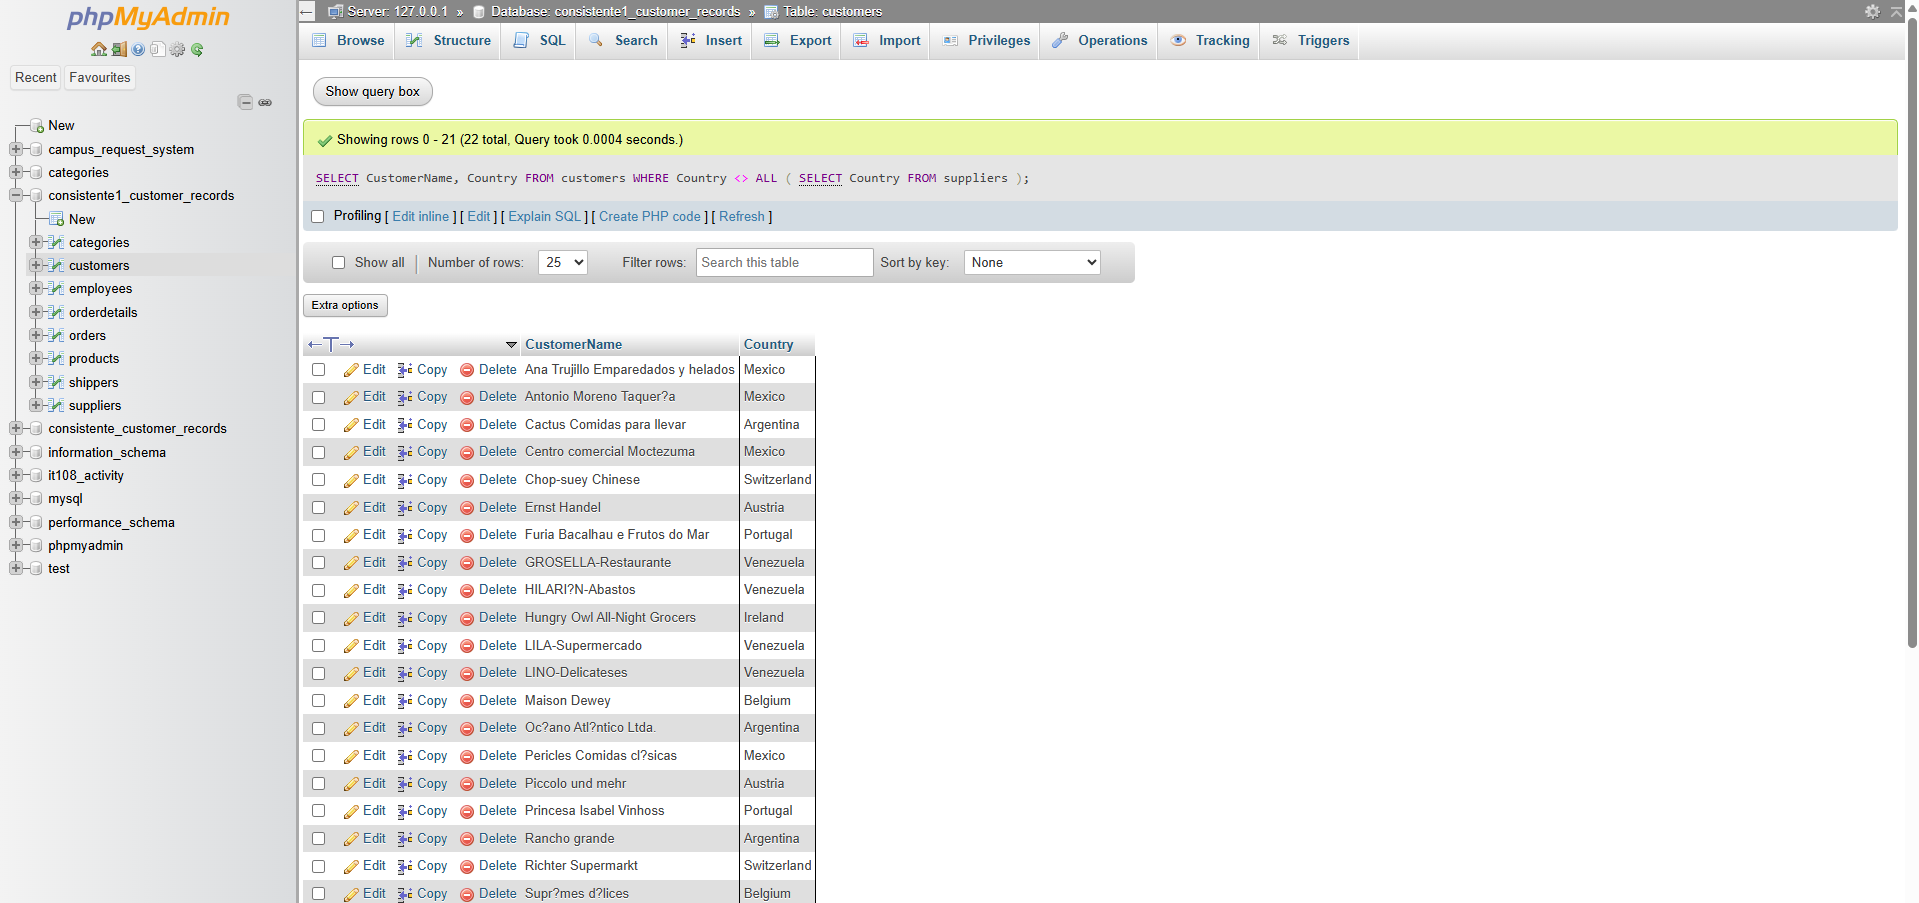 phpMyAdmin
Recent Favourites
New
campus_request_system
categories
consistente1_customer_records
New
categories
customers
employees
orderdetails
orders
products
shippers
suppliers
consistente_customer_records
information_schema
it108_activity
mysql
performance_schema
phpmyadmin
test
Server: 127.0.0.1 » Database: consistente1_customer_records » Table: customers
Browse Structure SQL Search Insert Export Import Privileges Operations Tracking Triggers
Show query box
Showing rows 0 - 21 (22 total, Query took 0.0004 seconds.)
SELECT CustomerName, Country FROM customers WHERE Country <> ALL ( SELECT Country FROM suppliers );
Profiling [ Edit inline ] [ Edit ] [ Explain SQL ] [ Create PHP code ] [ Refresh ]
Show all Number of rows: 25 Filter rows: Search this table Sort by key: None
Extra options
CustomerName Country
Edit Copy Delete Ana Trujillo Emparedados y helados Mexico
Edit Copy Delete Antonio Moreno Taquer?a Mexico
Edit Copy Delete Cactus Comidas para llevar Argentina
Edit Copy Delete Centro comercial Moctezuma Mexico
Edit Copy Delete Chop-suey Chinese Switzerland
Edit Copy Delete Ernst Handel Austria
Edit Copy Delete Furia Bacalhau e Frutos do Mar Portugal
Edit Copy Delete GROSELLA-Restaurante Venezuela
Edit Copy Delete HILARI?N-Abastos Venezuela
Edit Copy Delete Hungry Owl All-Night Grocers Ireland
Edit Copy Delete LILA-Supermercado Venezuela
Edit Copy Delete LINO-Delicateses Venezuela
Edit Copy Delete Maison Dewey Belgium
Edit Copy Delete Oc?ano Atl?ntico Ltda. Argentina
Edit Copy Delete Pericles Comidas cl?sicas Mexico
Edit Copy Delete Piccolo und mehr Austria
Edit Copy Delete Princesa Isabel Vinhoss Portugal
Edit Copy Delete Rancho grande Argentina
Edit Copy Delete Richter Supermarkt Switzerland
Edit Copy Delete Supr?mes d?lices Belgium